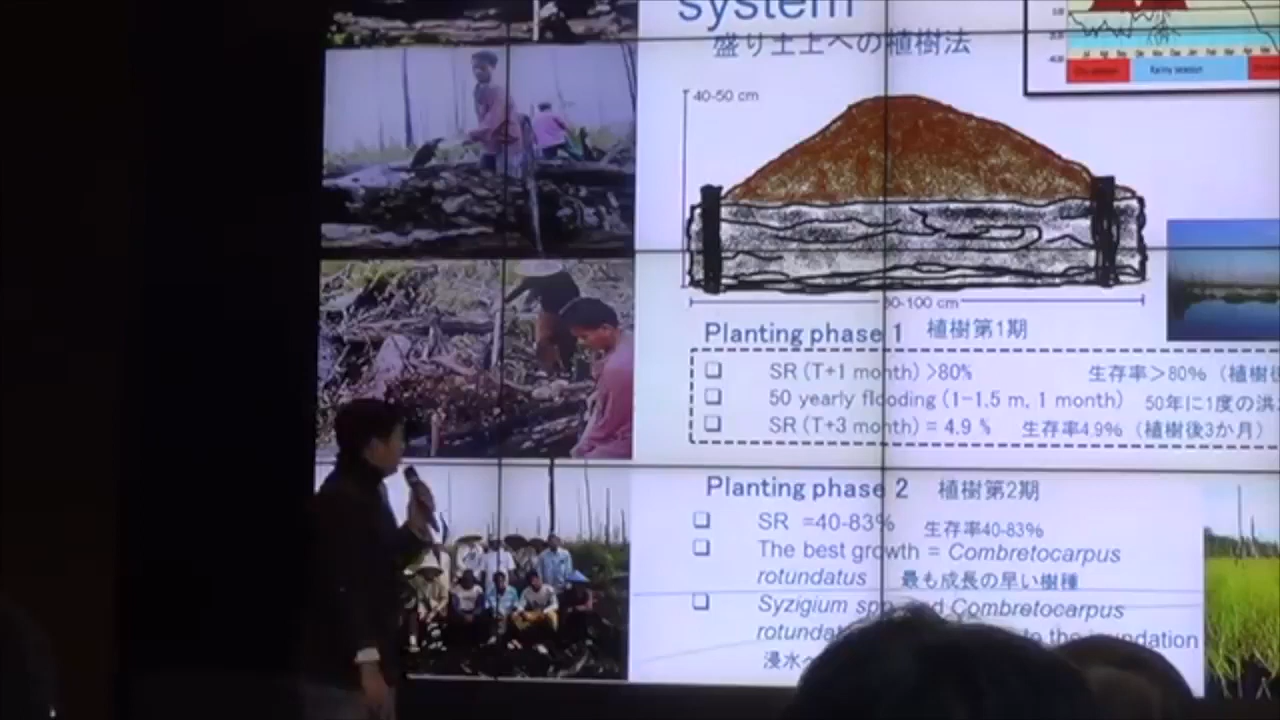 system
盛り土上への植樹法
40-50 cm
Rainy season
-100 cm
Planting phase 1 植樹第1期
SR (T+1 month) >80% 生存率＞80％（植樹後
50 yearly flooding (1-1,5 m, 1 month) 50年に1度の洪
SR (T+3 month) = 4.9 % 生存率4.9%（植樹後3か月）
Planting phase 2 植樹第2期
SR =40-83% 生存率40-83%
The best growth = Combretocarpus
rotundatus 最も成長の早い樹種
Syzigium spp and Combretocarpus
the
浸水